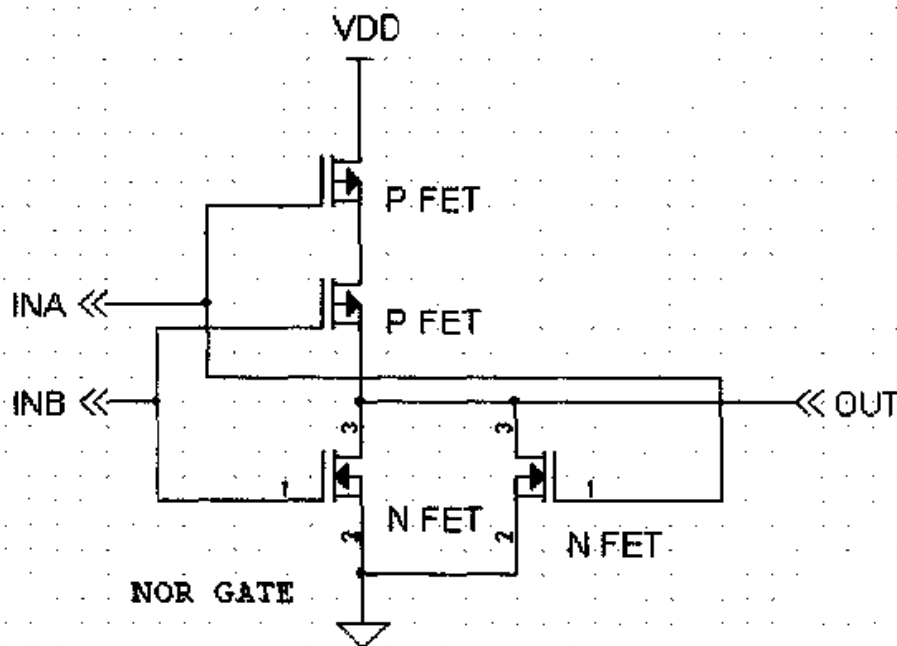 VDD
P FET
INA
P FET
INB
OUT
3
3
1
1
N FET
N FET
2
2
NOR GATE